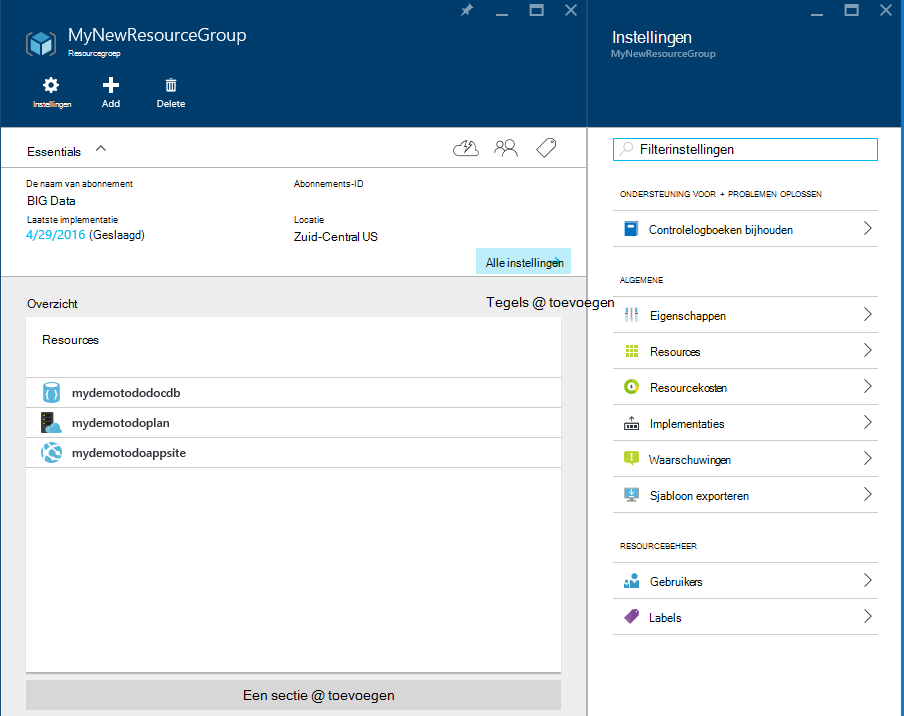 MyNewResourceGroup
Resourcegroep
Instellingen
Add
Delete
Essentials
De naam van abonnement
BIG Data
Abonnements-ID
Laatste implementatie
4/29/2016 (Geslaagd)
Locatie
Zuid-Central US
Alle instellingen
Overzicht
Tegels @ toevoegen
Resources
mydemotododocdb
mydemotodoplan
mydemotodoappsite
Een sectie @ toevoegen
Instellingen
MyNewResourceGroup
Filterinstellingen
ONDERSTEUNING VOOR + PROBLEMEN OPLOSSEN
Controlelogboeken bijhouden
ALGEMENE
Eigenschappen
Resources
Resourcekosten
Implementaties
Waarschuwingen
Sjabloon exporteren
RESOURCEBEHEER
Gebruikers
Labels